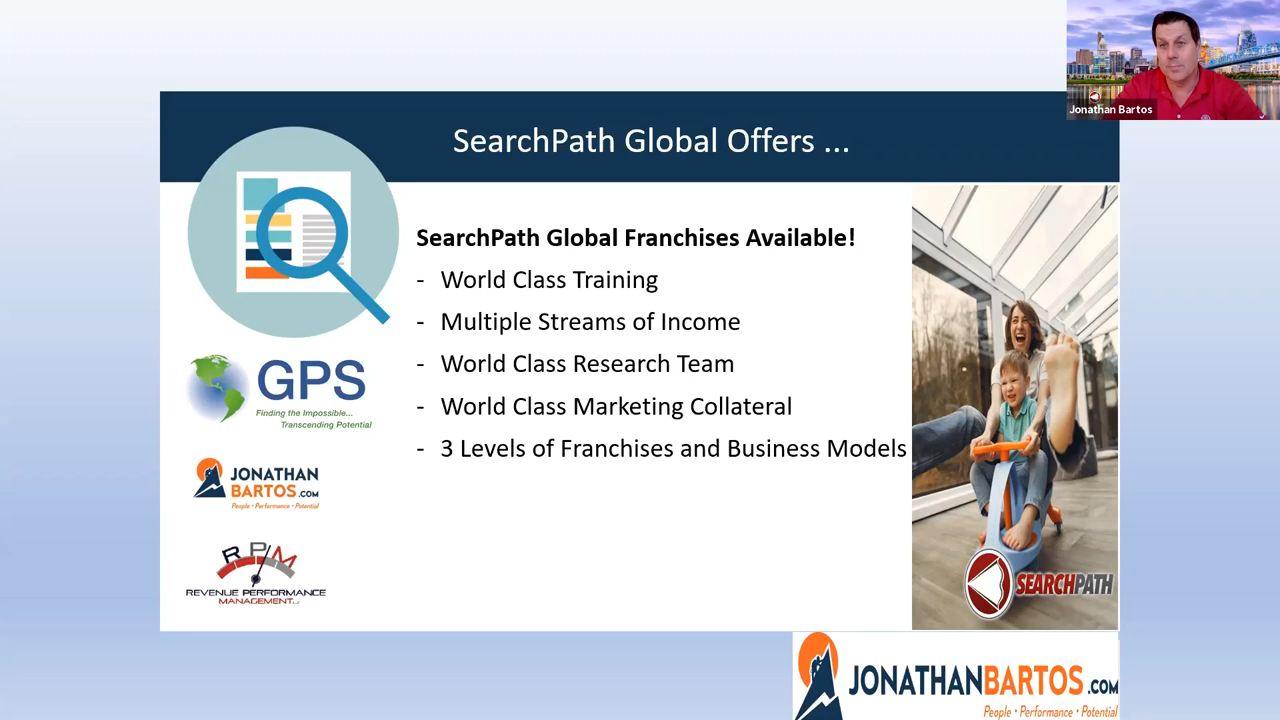 Jonathan Bartos
SearchPath Global Offers ...
SearchPath Global Franchises Available!
- World Class Training
- Multiple Streams of Income
- World Class Research Team
- World Class Marketing Collateral
- 3 Levels of Franchises and Business Models
GPS
Finding the Impossible...
Transcending Potential
JONATHAN
BARTOS.COM
People • Performance • Potential
RPM
REVENUE PERFORMANCE
MANAGEMENT
SEARCHPATH
JONATHANBARTOS.COM
People • Performance • Potential